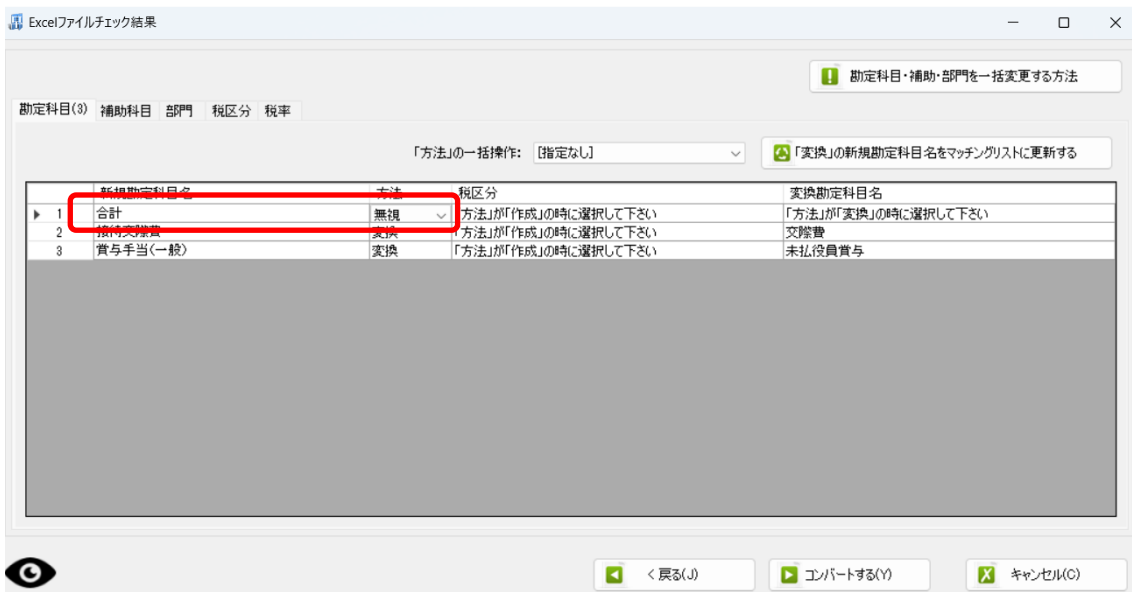 Excelファイルチェック結果
勘定科目・補助・部門を一括変更する方法
勘定科目(3) 補助科目 部門 税区分 税率
「方法」の一括操作: [指定なし] 「変換」の新規勘定科目名をマッチングリストに更新する
新規勘定科目名 方法 税区分 変換勘定科目名
1 合計 無視 「方法」が「作成」の時に選択して下さい 「方法」が「変換」の時に選択して下さい
2 接待交際費 変換 「方法」が「作成」の時に選択して下さい 交際費
3 賞与手当(一般) 変換 「方法」が「作成」の時に選択して下さい 未払役員賞与
< 戻る(J) コンバートする(Y) キャンセル(C)